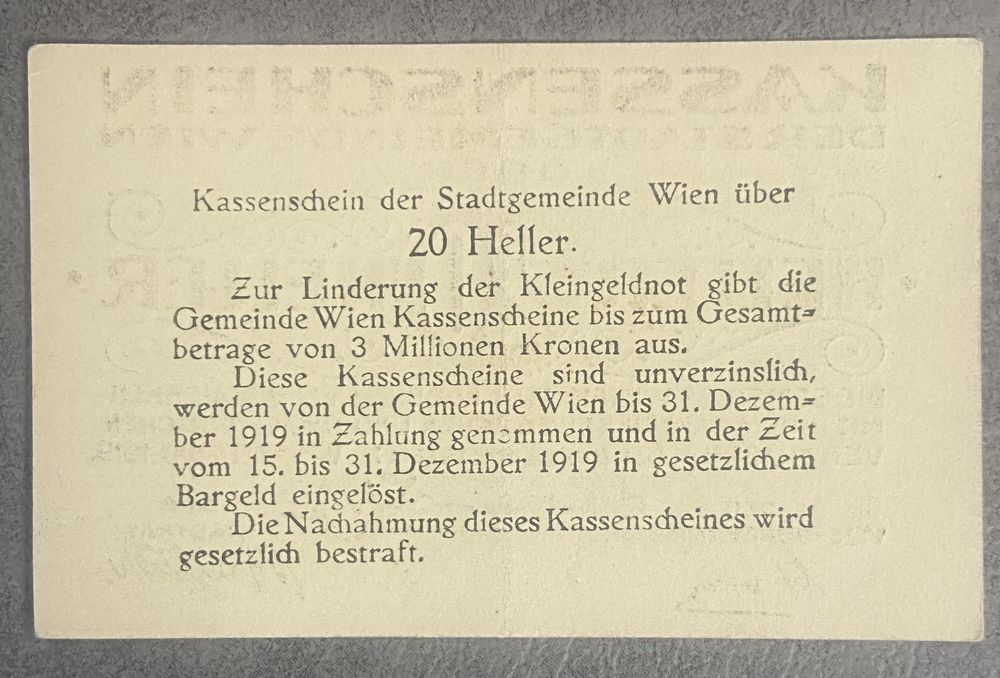 Kassenschein der Stadtgemeinde Wien über
20 Heller.
Zur Linderung der Kleingeldnot gibt die
Gemeinde Wien Kassenscheine bis zum Gesamt=
betrage von 3 Millionen Kronen aus.
Diese Kassenscheine sind unverzinslich,
werden von der Gemeinde Wien bis 31. Dezem=
ber 1919 in Zahlung genommen und in der Zeit
vom 15. bis 31. Dezember 1919 in gesetzlichem
Bargeld eingelöst.
Die Nachahmung dieses Kassenscheines wird
gesetzlich bestraft.